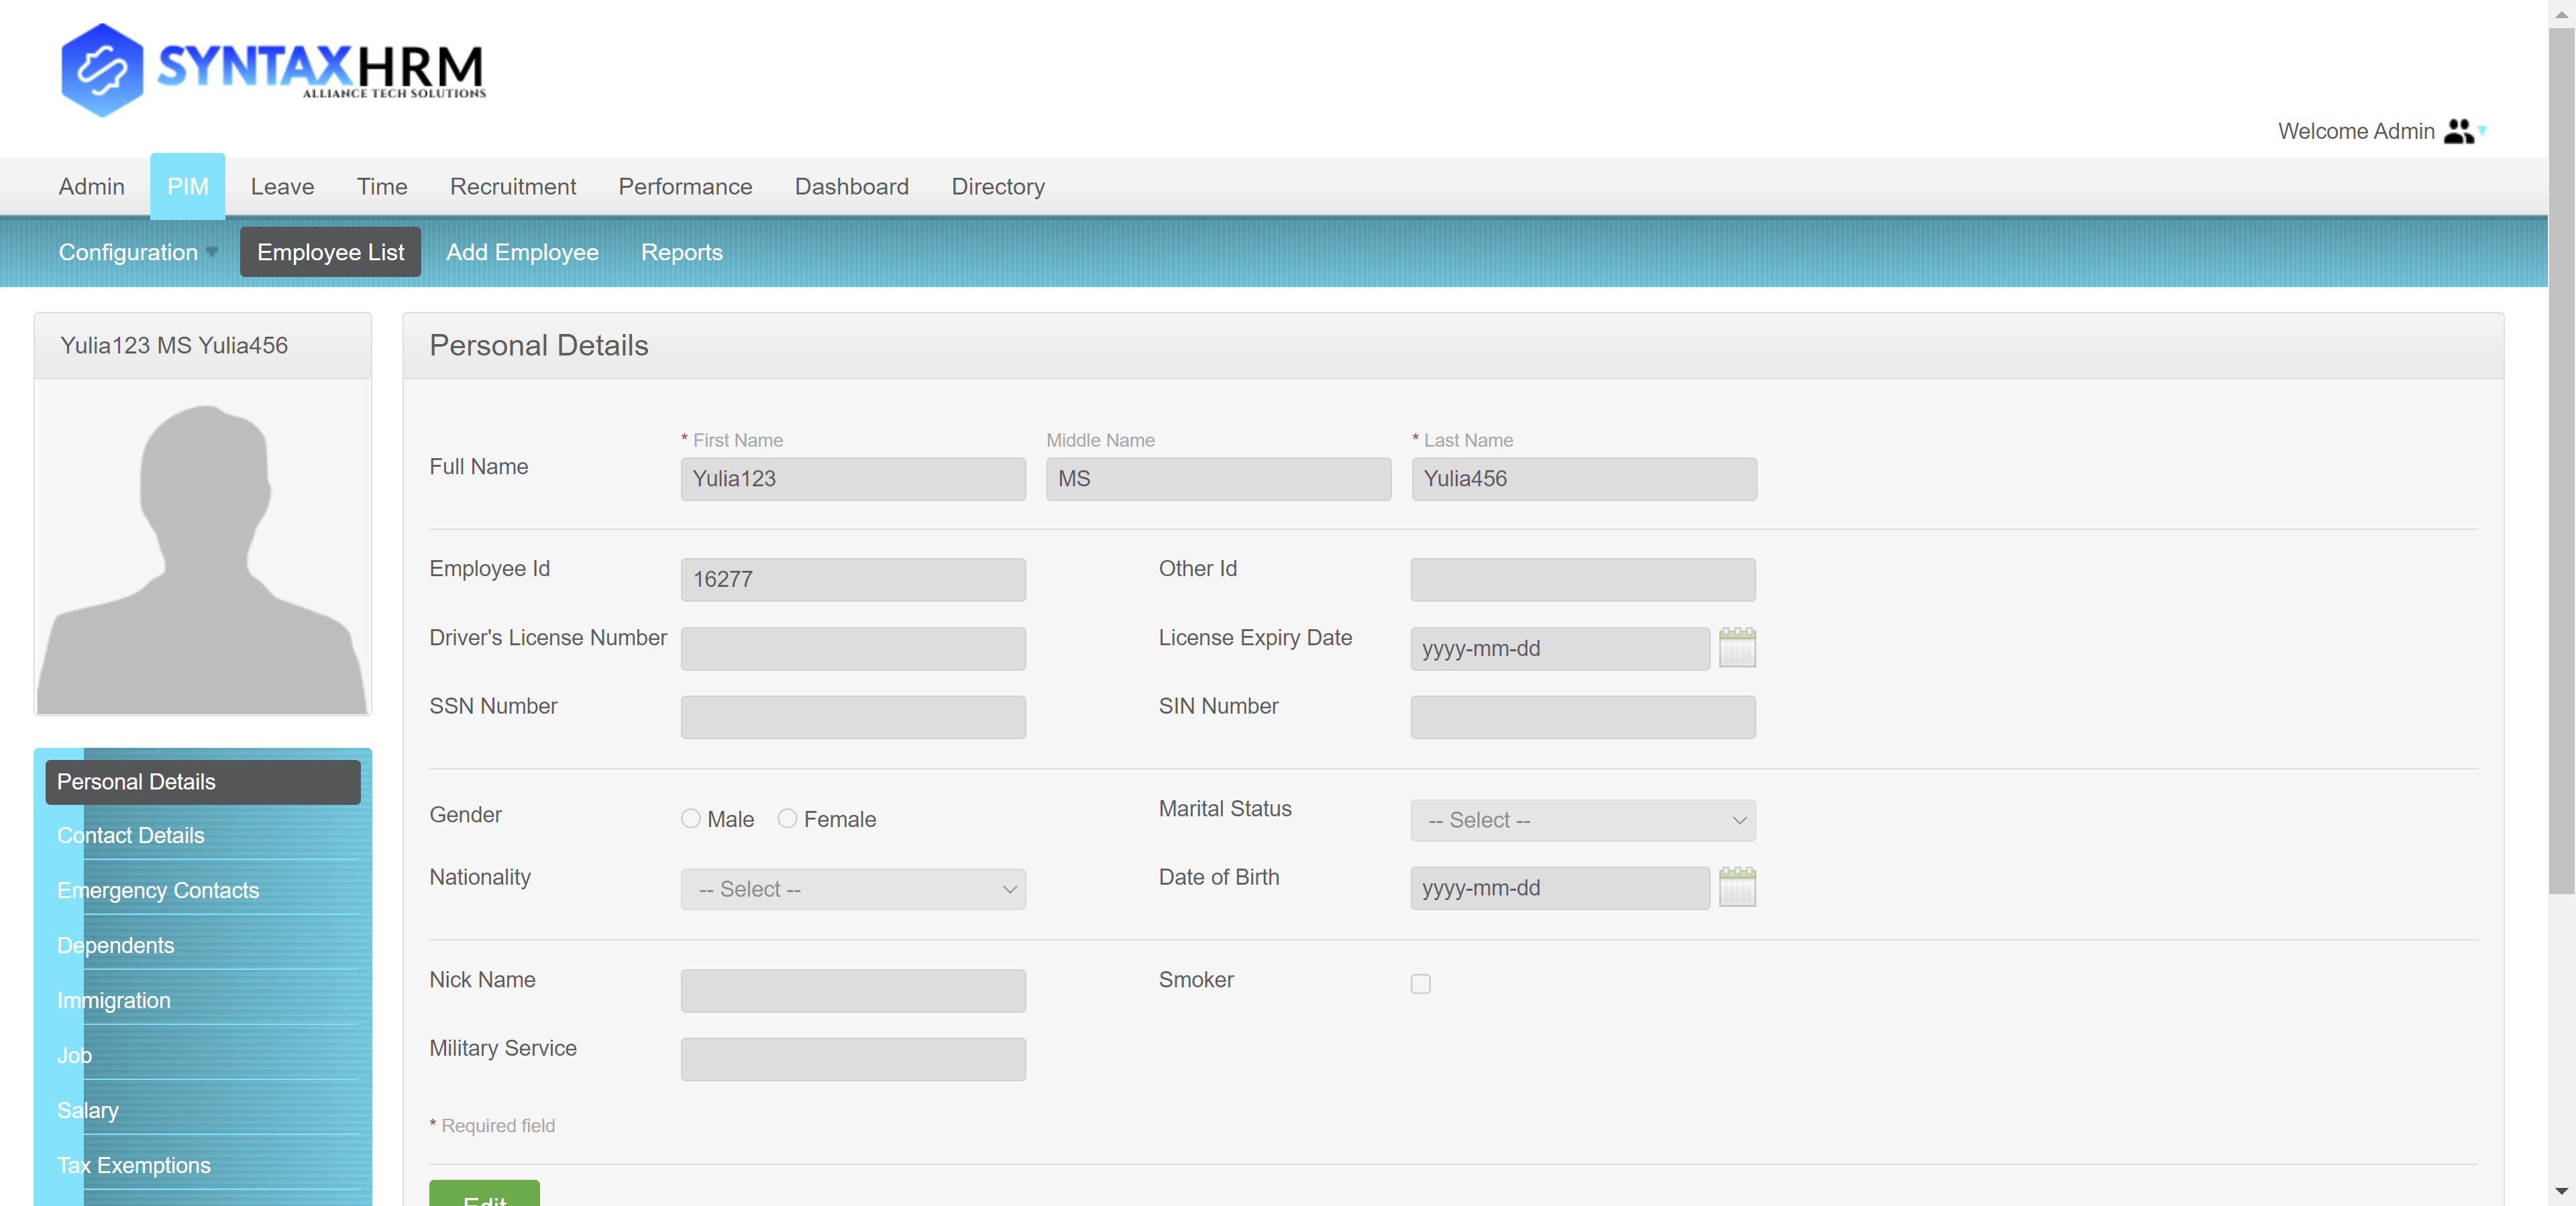 SYNTAXHRM
ALLIANCE TECH SOLUTIONS
Welcome Admin
Admin PIM Leave Time Recruitment Performance Dashboard Directory
Configuration Employee List Add Employee Reports
Yulia123 MS Yulia456
Personal Details
Contact Details
Emergency Contacts
Dependents
Immigration
Job
Salary
Tax Exemptions
Personal Details
* First Name Middle Name * Last Name
Full Name Yulia123 MS Yulia456
Employee Id 16277 Other Id
Driver's License Number License Expiry Date yyyy-mm-dd
SSN Number SIN Number
Gender Male Female Marital Status -- Select --
Nationality -- Select -- Date of Birth yyyy-mm-dd
Nick Name Smoker
Military Service
* Required field
Edit